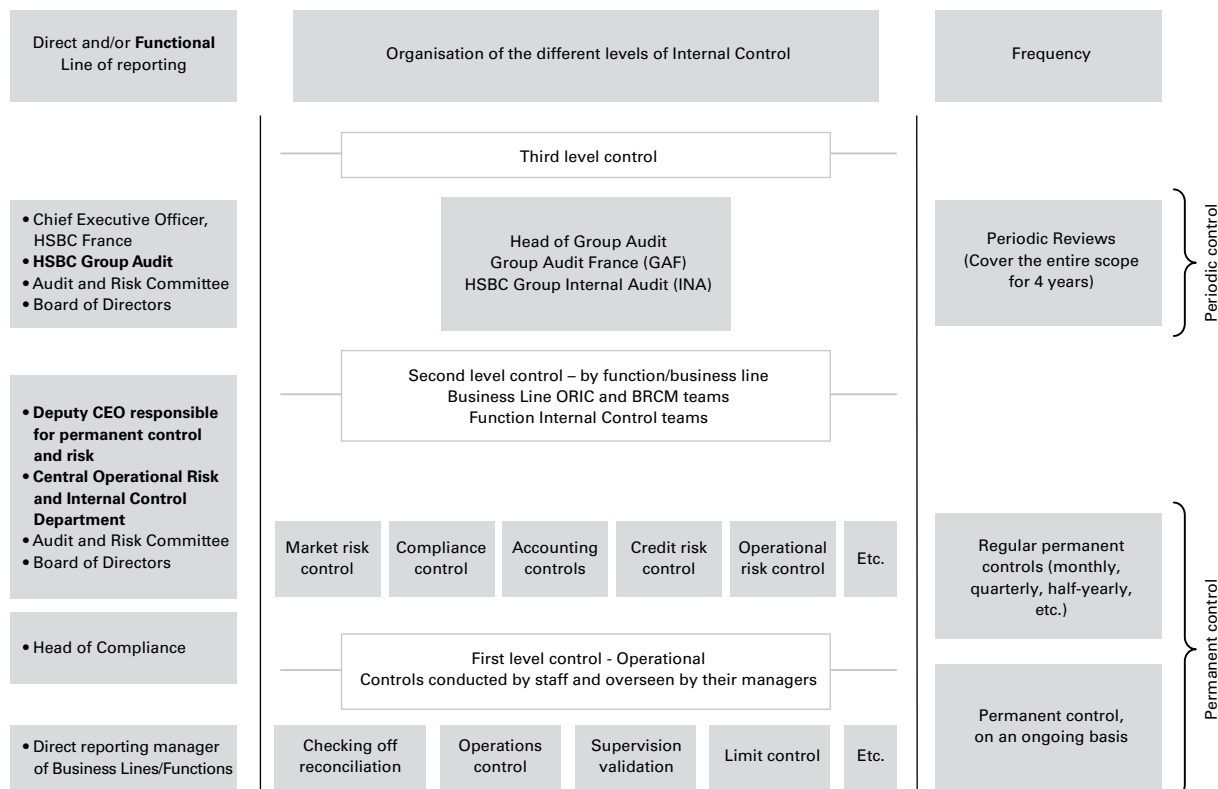 Direct and/or Functional
Line of reporting
Organisation of the different levels of Internal Control
Frequency
Third level control
• Chief Executive Officer,
HSBC France
• HSBC Group Audit
• Audit and Risk Committee
• Board of Directors
Head of Group Audit
Group Audit France (GAF)
HSBC Group Internal Audit (INA)
Periodic Reviews
(Cover the entire scope
for 4 years)
Periodic control
Second level control – by function/business line
Business Line ORIC and BRCM teams
Function Internal Control teams
• Deputy CEO responsible
for permanent control
and risk
• Central Operational Risk
and Internal Control
Department
• Audit and Risk Committee
• Board of Directors
Market risk
control
Compliance
control
Accounting
controls
Credit risk
control
Operational
risk control
Etc.
Regular permanent
controls (monthly,
quarterly, half-yearly,
etc.)
Permanent control
• Head of Compliance
First level control - Operational
Controls conducted by staff and overseen by their managers
• Direct reporting manager
of Business Lines/Functions
Checking off
reconciliation
Operations
control
Supervision
validation
Limit control
Etc.
Permanent control,
on an ongoing basis